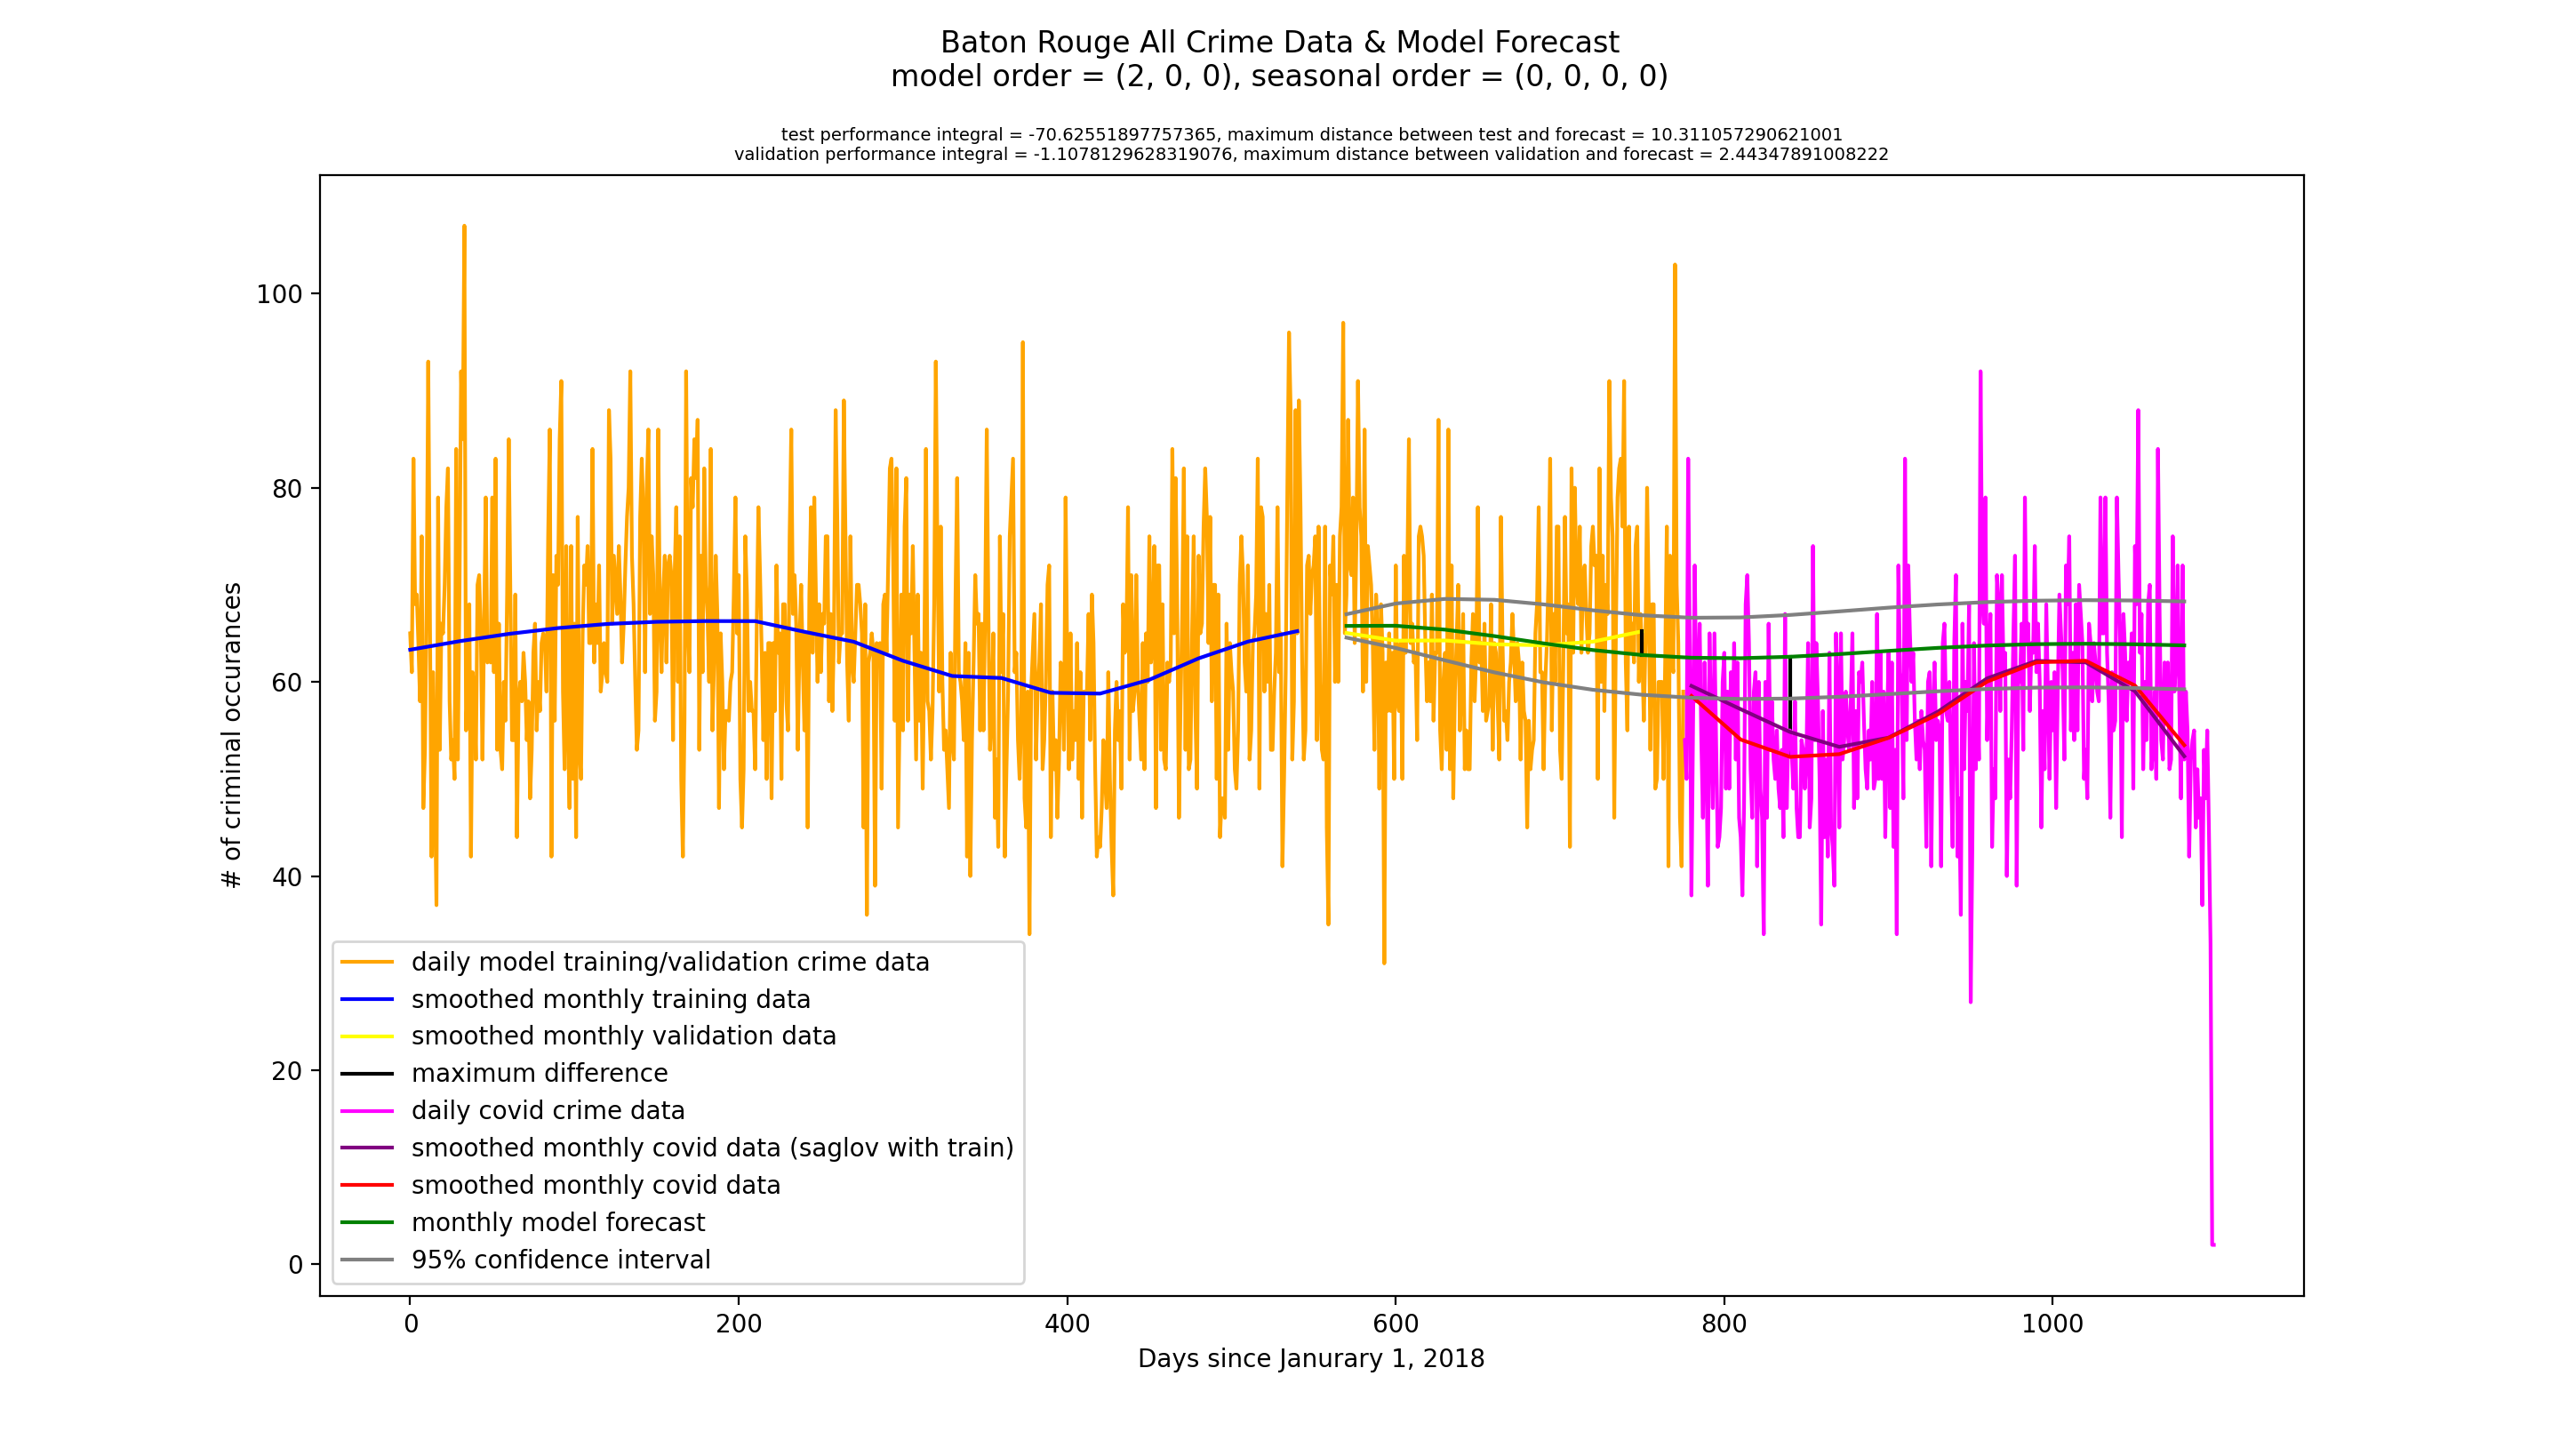 Baton Rouge All Crime Data & Model Forecast
model order = (2, 0, 0), seasonal order = (0, 0, 0, 0)
test performance integral = -70.62551897757365, maximum distance between test and forecast = 10.311057290621001
validation performance integral = -1.1078129628319076, maximum distance between validation and forecast = 2.44347891008222
# of criminal occurances
100
80
60
40
20
0
daily model training/validation crime data
smoothed monthly training data
smoothed monthly validation data
maximum difference
daily covid crime data
smoothed monthly covid data (saglov with train)
smoothed monthly covid data
monthly model forecast
95% confidence interval
0 200 400 600 800 1000
Days since Janurary 1, 2018